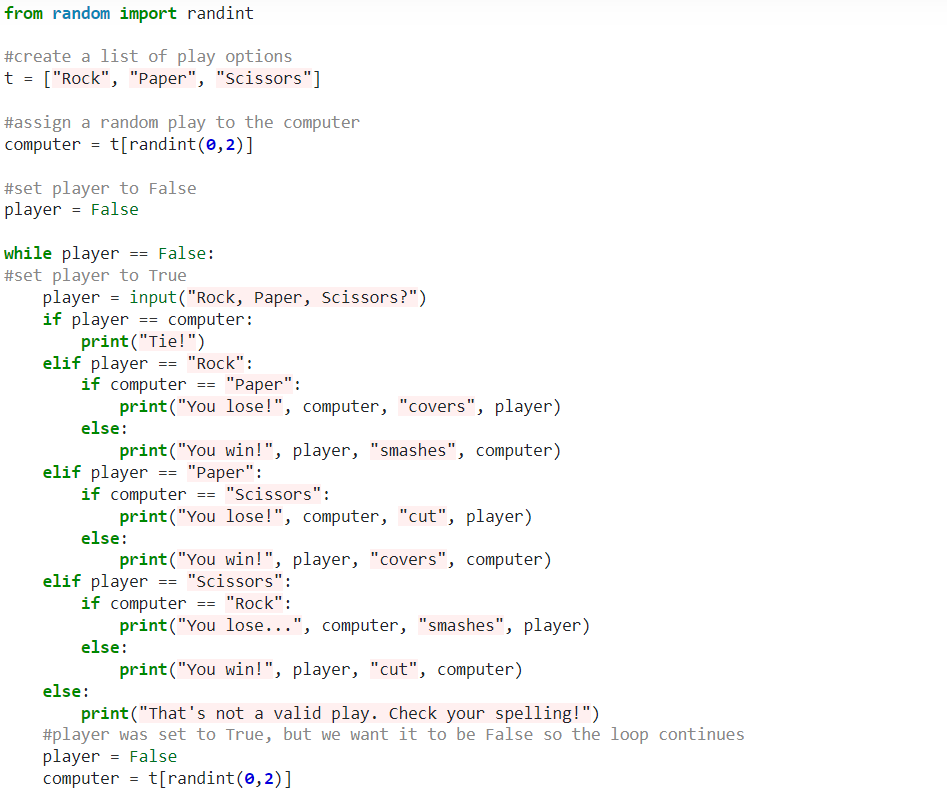 from random import randint

#create a list of play options
t = ["Rock", "Paper", "Scissors"]

#assign a random play to the computer
computer = t[randint(0,2)]

#set player to False
player = False

while player == False:
#set player to True
    player = input("Rock, Paper, Scissors?")
    if player == computer:
        print("Tie!")
    elif player == "Rock":
        if computer == "Paper":
            print("You lose!", computer, "covers", player)
        else:
            print("You win!", player, "smashes", computer)
    elif player == "Paper":
        if computer == "Scissors":
            print("You lose!", computer, "cut", player)
        else:
            print("You win!", player, "covers", computer)
    elif player == "Scissors":
        if computer == "Rock":
            print("You lose...", computer, "smashes", player)
        else:
            print("You win!", player, "cut", computer)
    else:
        print("That's not a valid play. Check your spelling!")
    #player was set to True, but we want it to be False so the loop continues
    player = False
    computer = t[randint(0,2)]